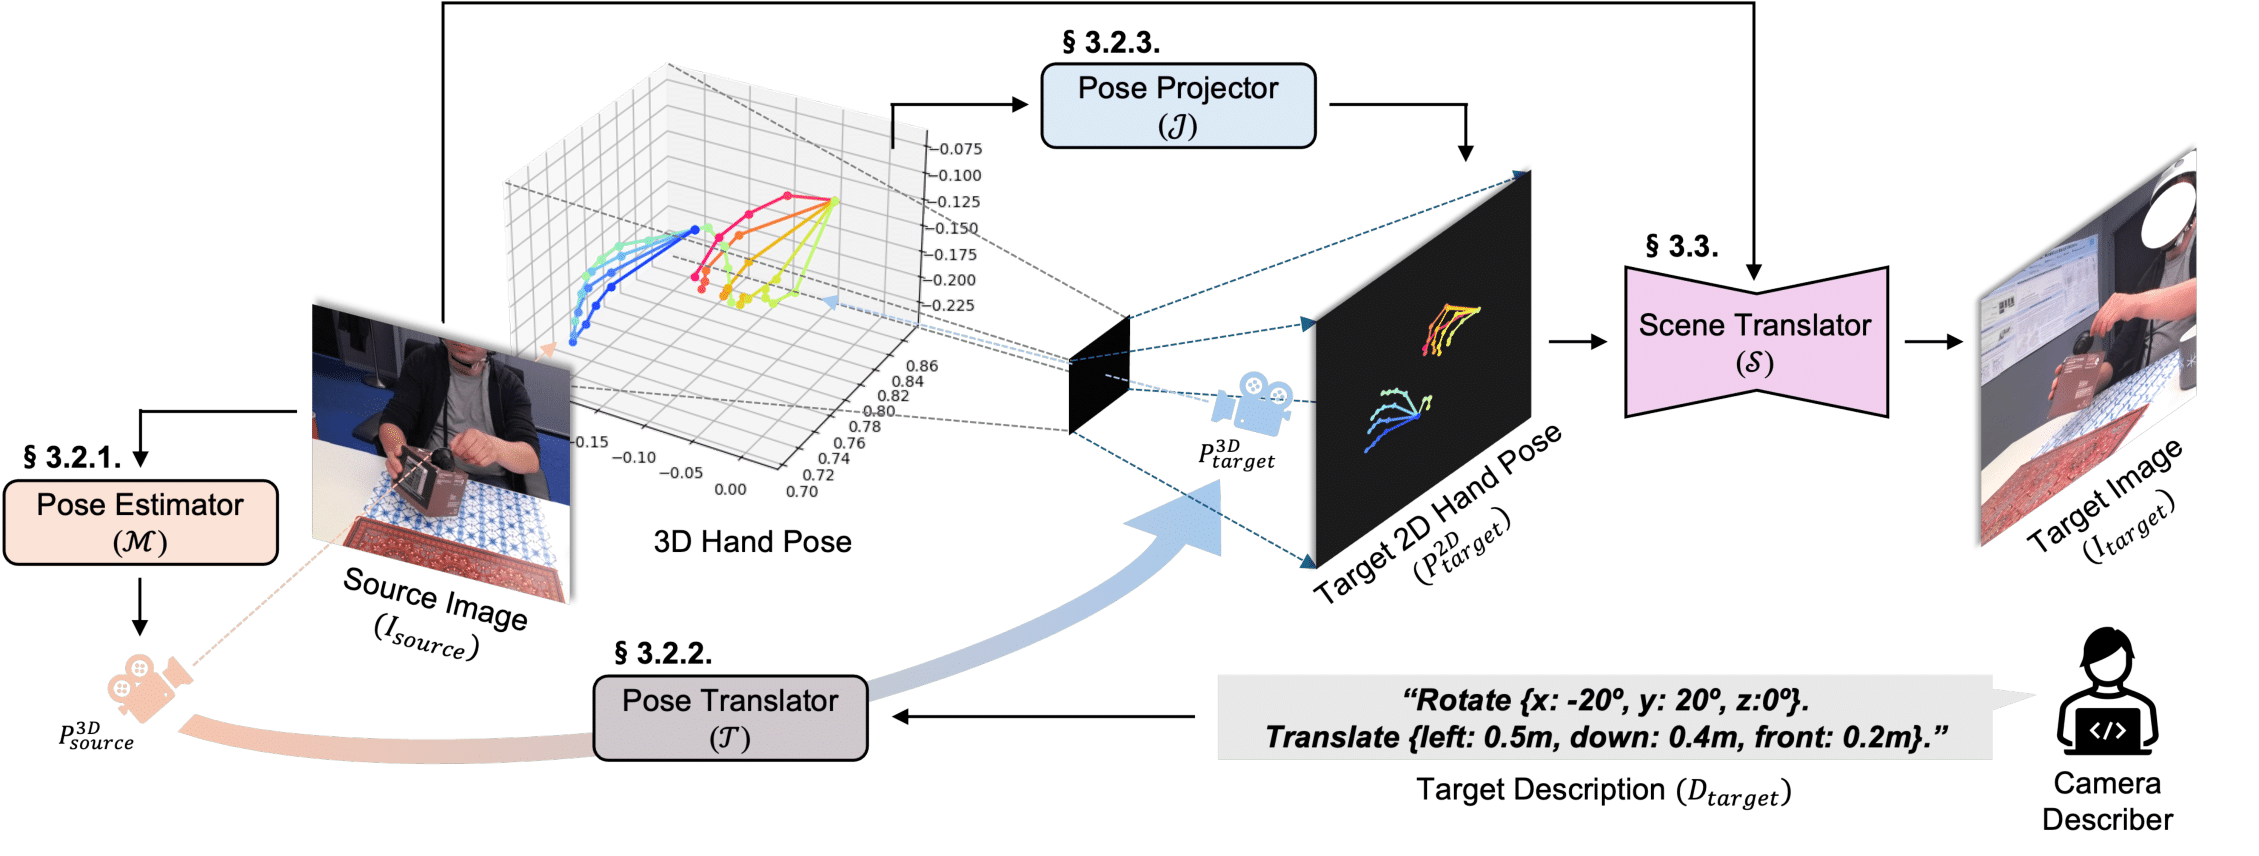 § 3.2.3.
Pose Projector
(𝒥)
−0.075
−0.100
−0.125
−0.150
−0.175
−0.200
−0.225
0.86
0.84
0.82
0.80
0.78
0.76
0.74
0.72
0.70
-0.15
−0.10
−0.05
0.00
3D Hand Pose
§ 3.2.1.
Pose Estimator
(ℳ)
P^{3D}_{source}
Source Image
(I_{source})
§ 3.2.2.
Pose Translator
(𝒯)
P^{3D}_{target}
Target 2D Hand Pose
(P^{2D}_{target})
§ 3.3.
Scene Translator
(𝒮)
Target Image
(I_{target})
“Rotate {x: -20º, y: 20º, z:0º}.
Translate {left: 0.5m, down: 0.4m, front: 0.2m}.”
Target Description (D_{target})
</>
Camera
Describer